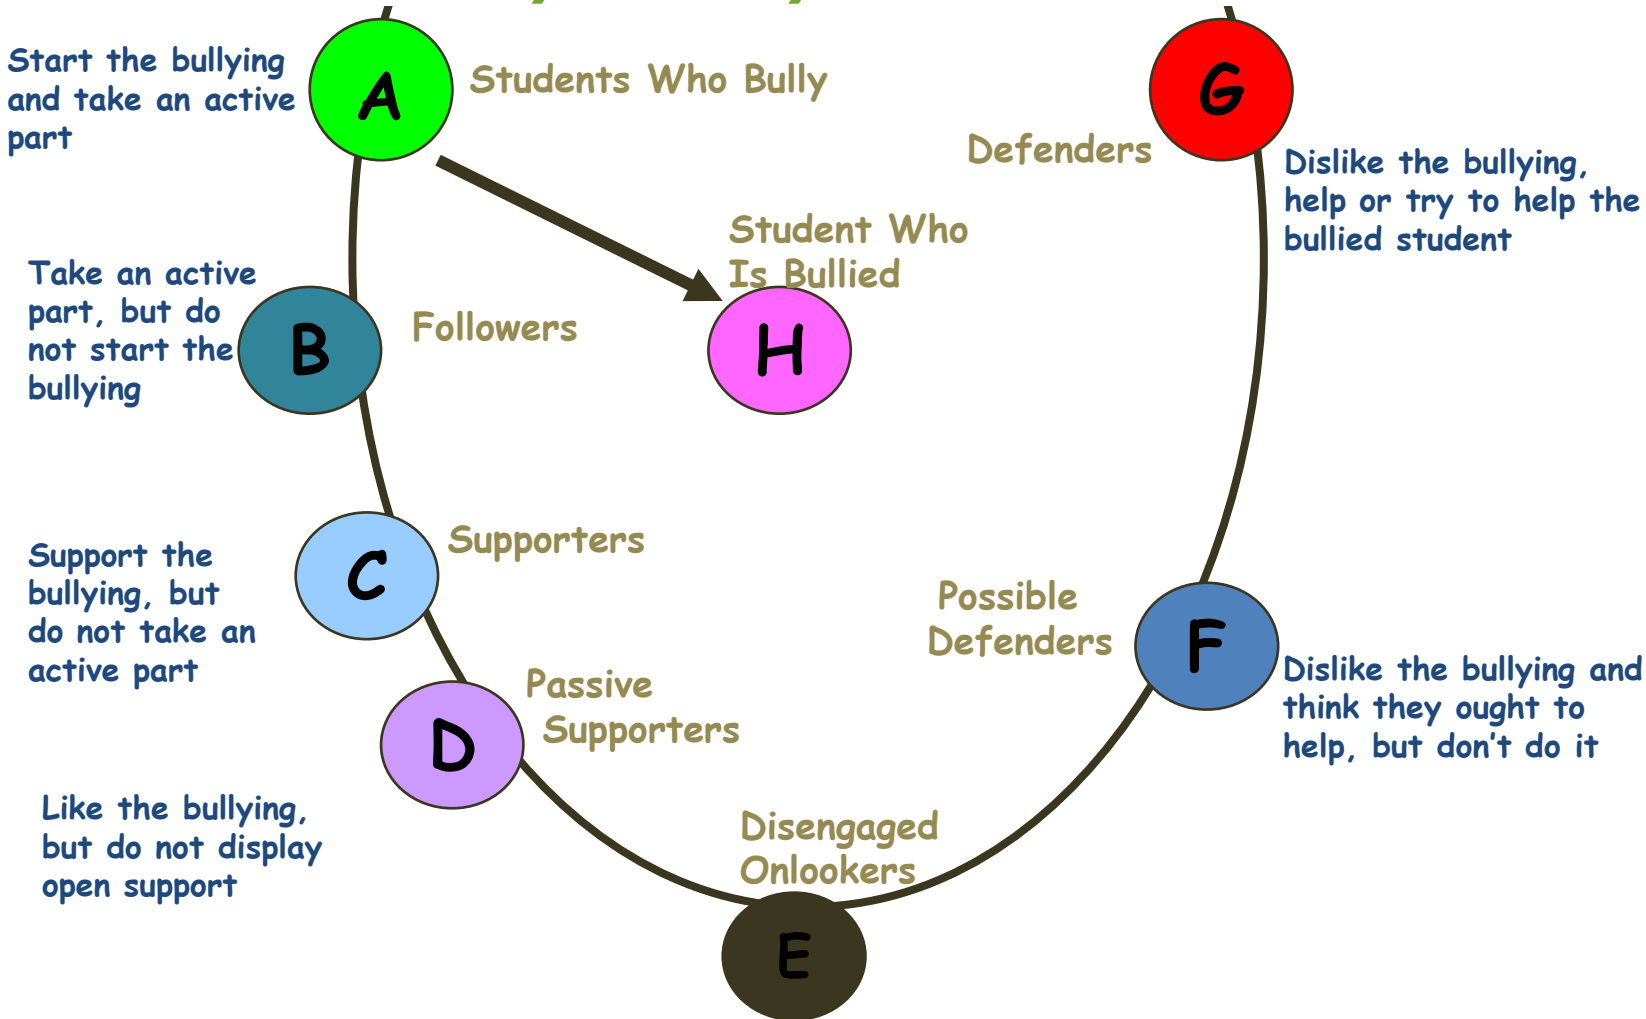 Start the bullying
and take an active
part
A
Students Who Bully
G
Defenders
Dislike the bullying,
help or try to help the
bullied student
Student Who
Is Bullied
H
Take an active
part, but do
not start the
bullying
B
Followers
Support the
bullying, but
do not take an
active part
C
Supporters
Possible
Defenders
F
Dislike the bullying and
think they ought to
help, but don't do it
Passive
Supporters
D
Like the bullying,
but do not display
open support
Disengaged
Onlookers
E